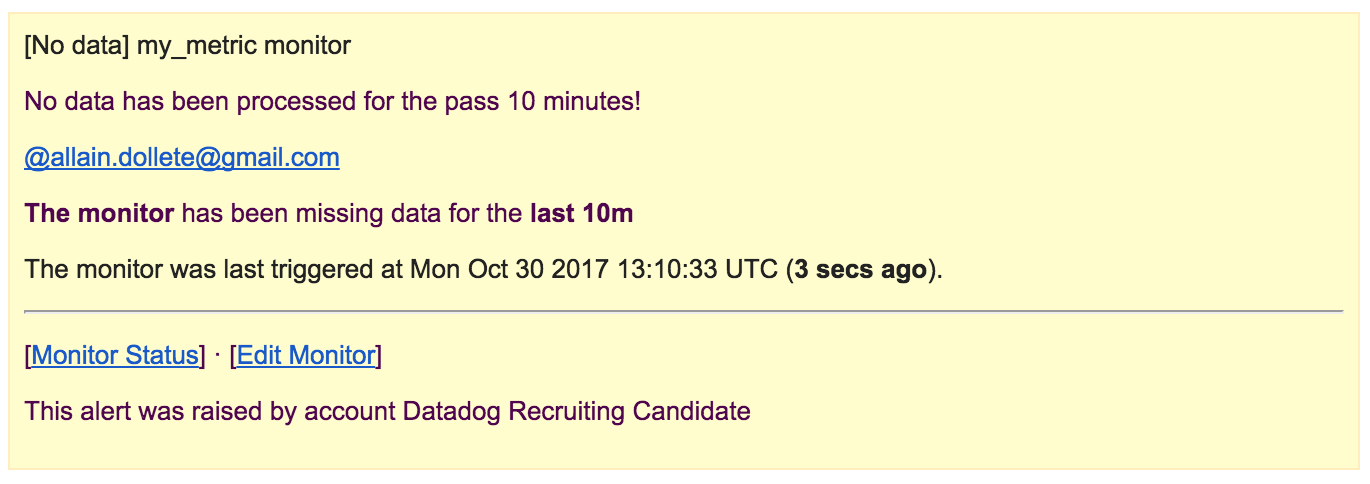 [No data] my_metric monitor
No data has been processed for the pass 10 minutes!
@allain.dollete@gmail.com
The monitor has been missing data for the last 10m
The monitor was last triggered at Mon Oct 30 2017 13:10:33 UTC (3 secs ago).
[Monitor Status] · [Edit Monitor]
This alert was raised by account Datadog Recruiting Candidate